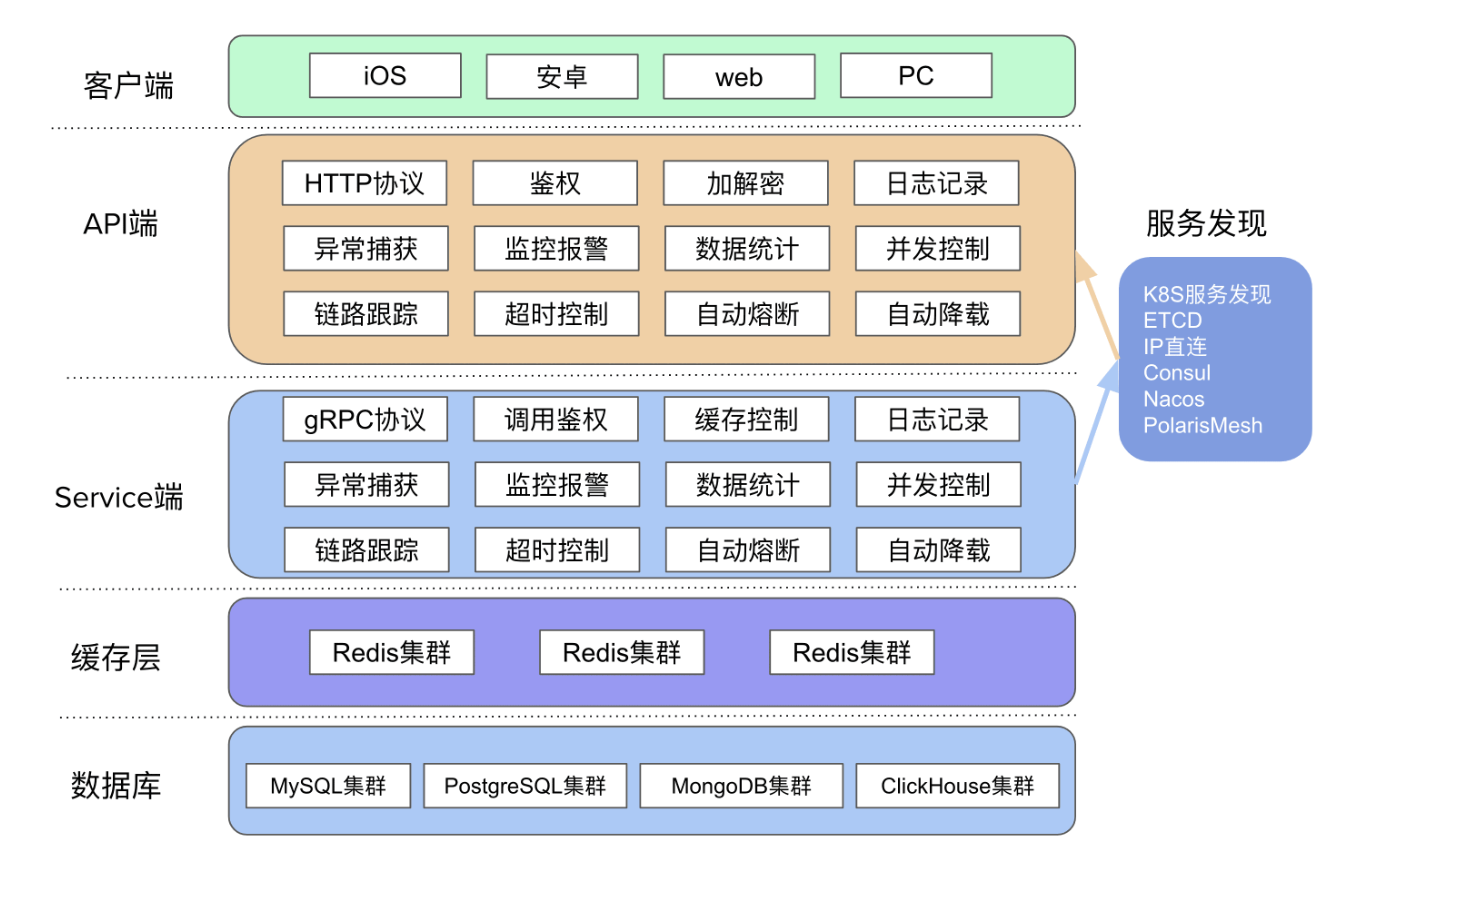 客户端
iOS
安卓
web
PC
API端
HTTP协议
鉴权
加解密
日志记录
异常捕获
监控报警
数据统计
并发控制
链路跟踪
超时控制
自动熔断
自动降载
服务发现
K8S服务发现
ETCD
IP直连
Consul
Nacos
PolarisMesh
Service端
gRPC协议
调用鉴权
缓存控制
日志记录
异常捕获
监控报警
数据统计
并发控制
链路跟踪
超时控制
自动熔断
自动降载
缓存层
Redis集群
Redis集群
Redis集群
数据库
MySQL集群
PostgreSQL集群
MongoDB集群
ClickHouse集群